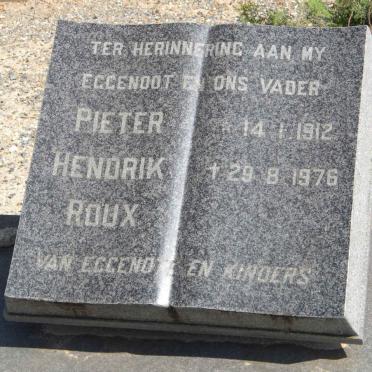 TER HERINNERING AAN MY
EGGENOOT EN ONS VADER
PIETER * 14·1·1912
HENDRIK † 29·8·1976
ROUX
VAN EGGENOTE EN KINDERS